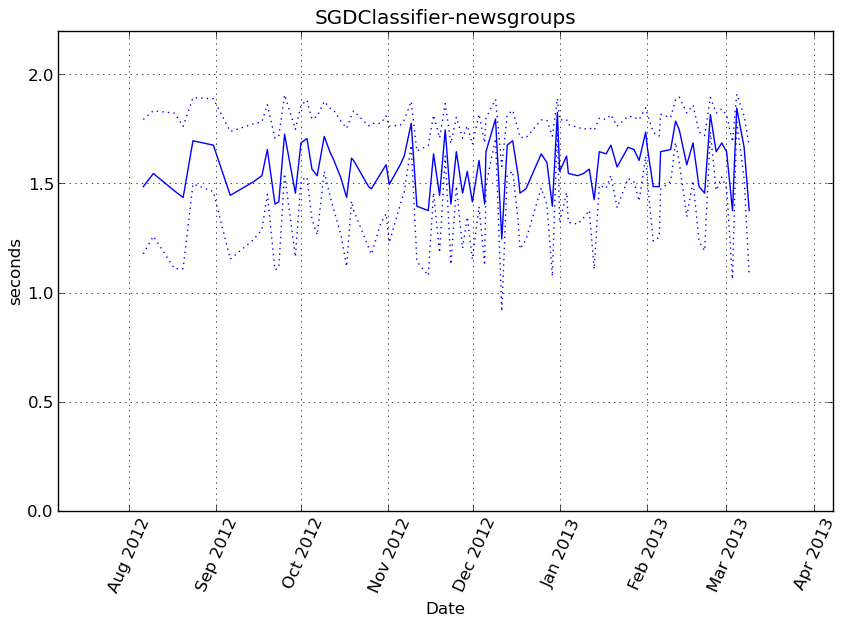 SGDClassifier-newsgroups
2.0
1.5
1.0
0.5
0.0
seconds
Aug 2012
Sep 2012
Oct 2012
Nov 2012
Dec 2012
Jan 2013
Feb 2013
Mar 2013
Apr 2013
Date